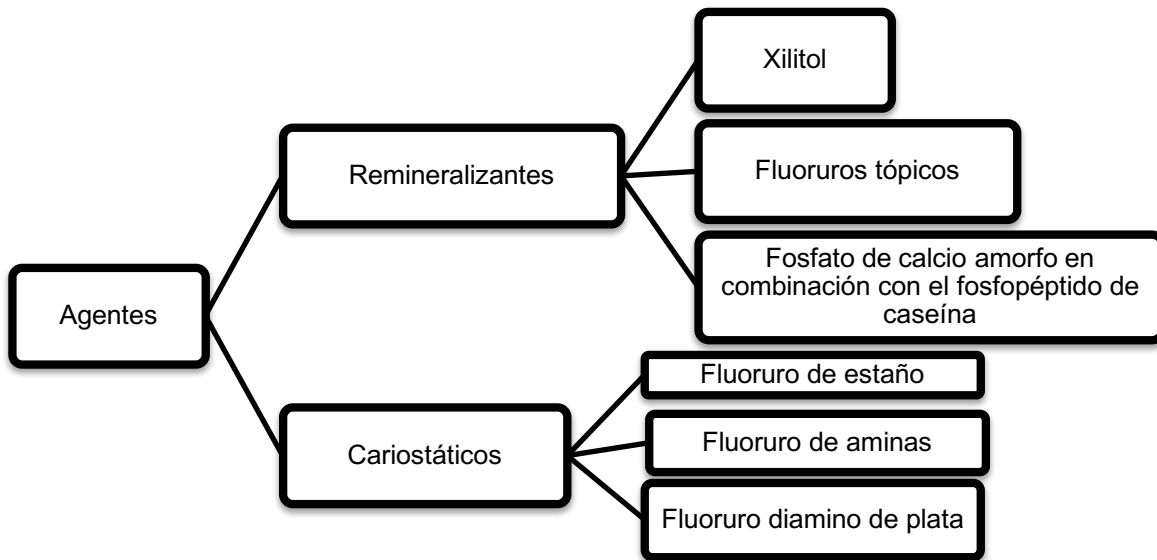 Agentes
Remineralizantes
Xilitol
Fluoruros tópicos
Fosfato de calcio amorfo en
combinación con el fosfopéptido de
caseína
Cariostáticos
Fluoruro de estaño
Fluoruro de aminas
Fluoruro diamino de plata